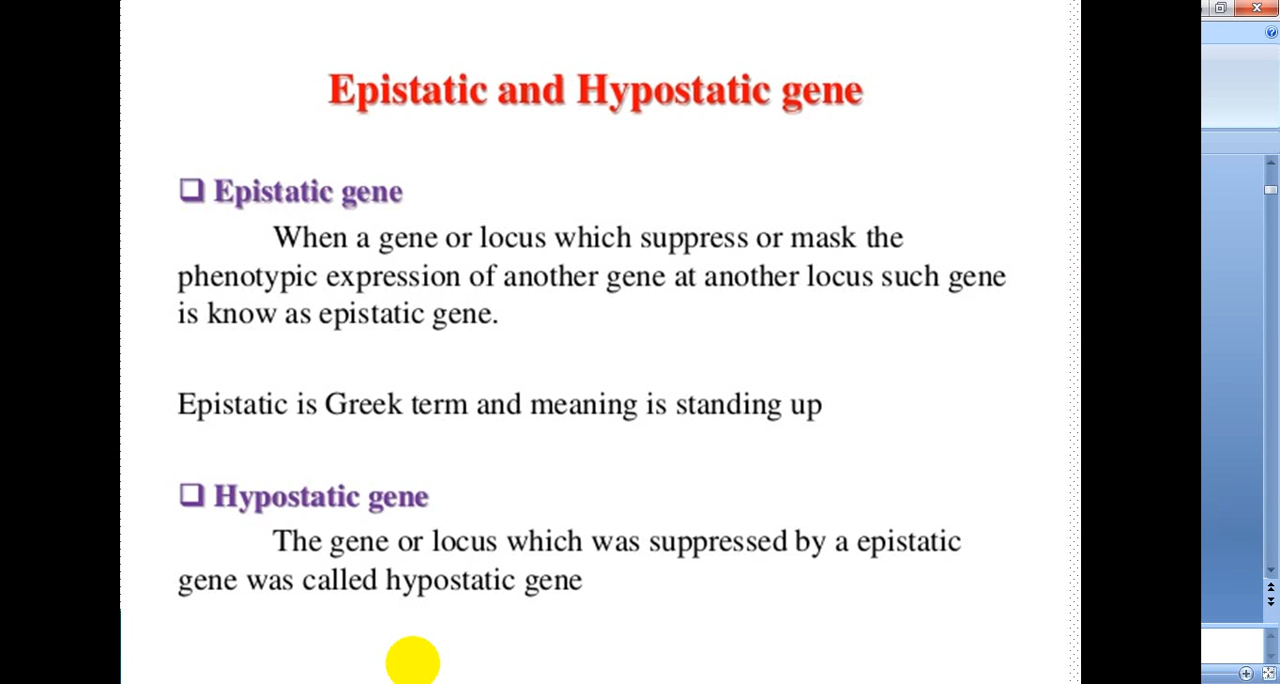 Epistatic and Hypostatic gene
❑ Epistatic gene
When a gene or locus which suppress or mask the
phenotypic expression of another gene at another locus such gene
is know as epistatic gene.
Epistatic is Greek term and meaning is standing up
❑ Hypostatic gene
The gene or locus which was suppressed by a epistatic
gene was called hypostatic gene